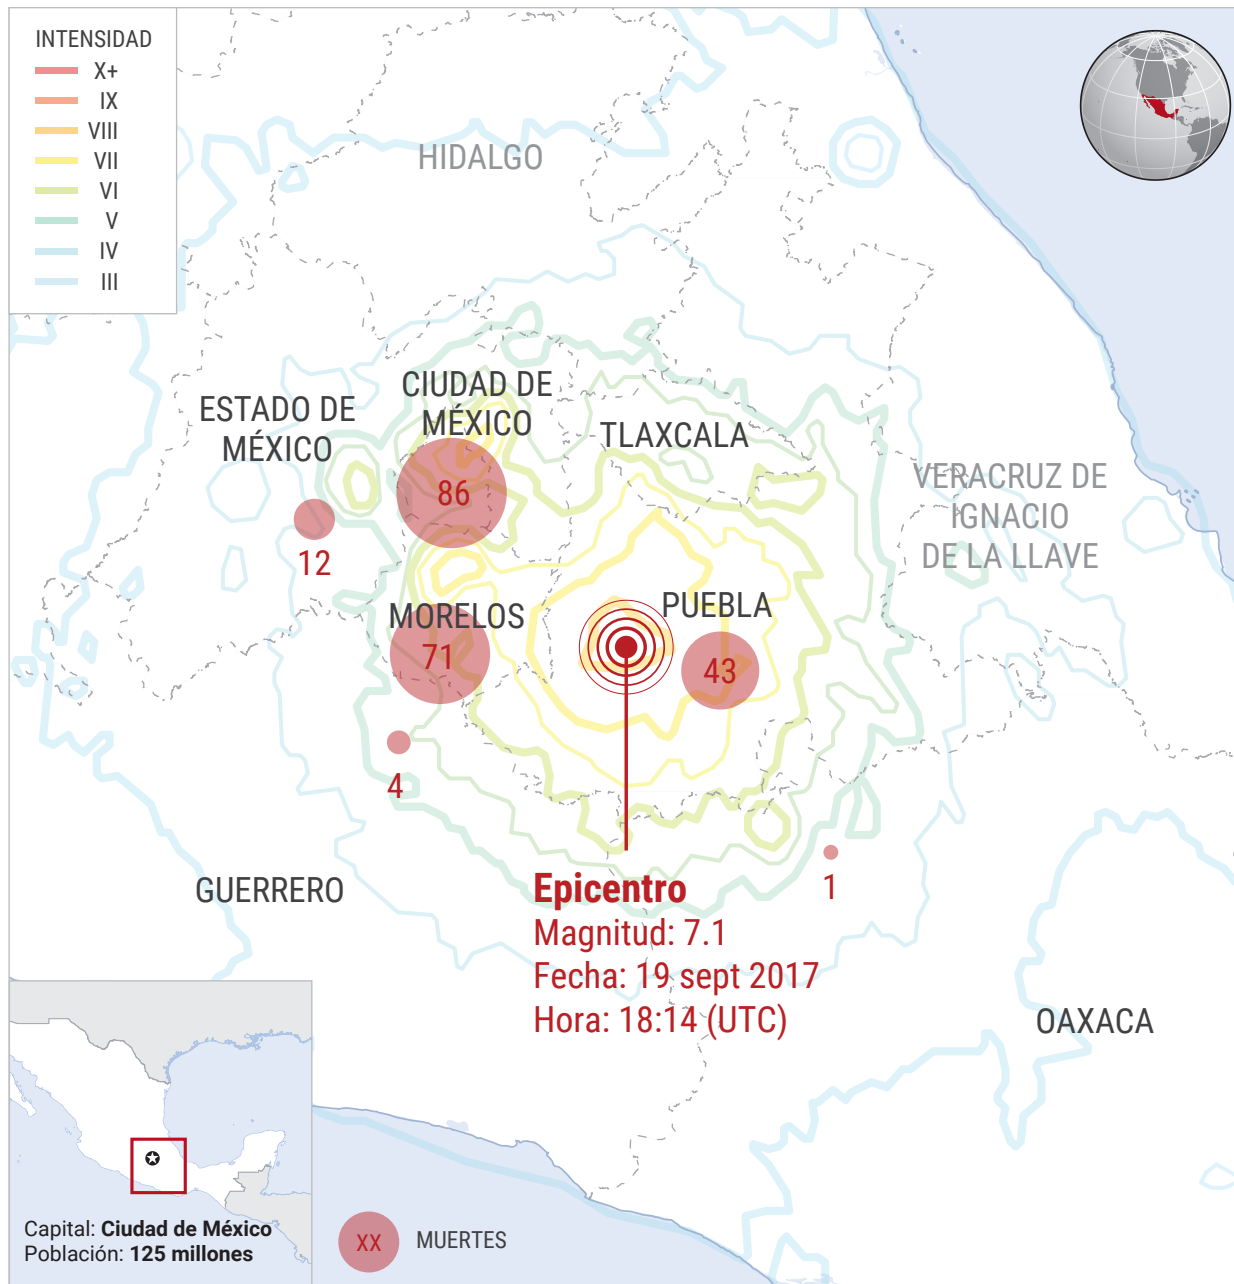 INTENSIDAD
X+
IX
VIII
VII
VI
V
IV
III
HIDALGO
CIUDAD DE
MÉXICO
ESTADO DE
MÉXICO
TLAXCALA
VERACRUZ DE
IGNACIO
DE LA LLAVE
86
12
MORELOS
71
PUEBLA
43
4
1
GUERRERO
Epicentro
Magnitud: 7.1
Fecha: 19 sept 2017
Hora: 18:14 (UTC)
OAXACA
Capital: Ciudad de México
Población: 125 millones
XX
MUERTES